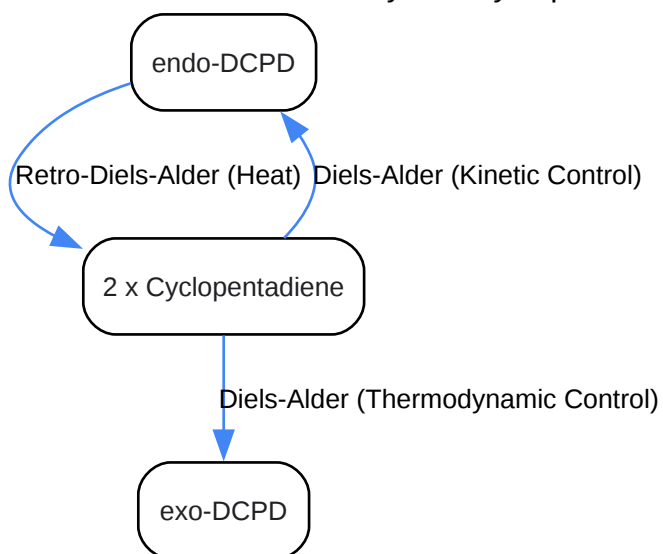 endo-DCPD
Retro-Diels-Alder (Heat)
Diels-Alder (Kinetic Control)
2 x Cyclopentadiene
Diels-Alder (Thermodynamic Control)
exo-DCPD